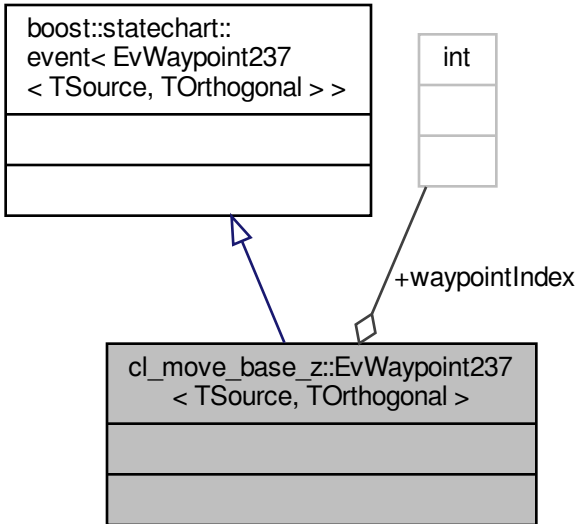 boost::statechart::
event< EvWaypoint237
< TSource, TOrthogonal > >
int
+waypointIndex
cl_move_base_z::EvWaypoint237
< TSource, TOrthogonal >